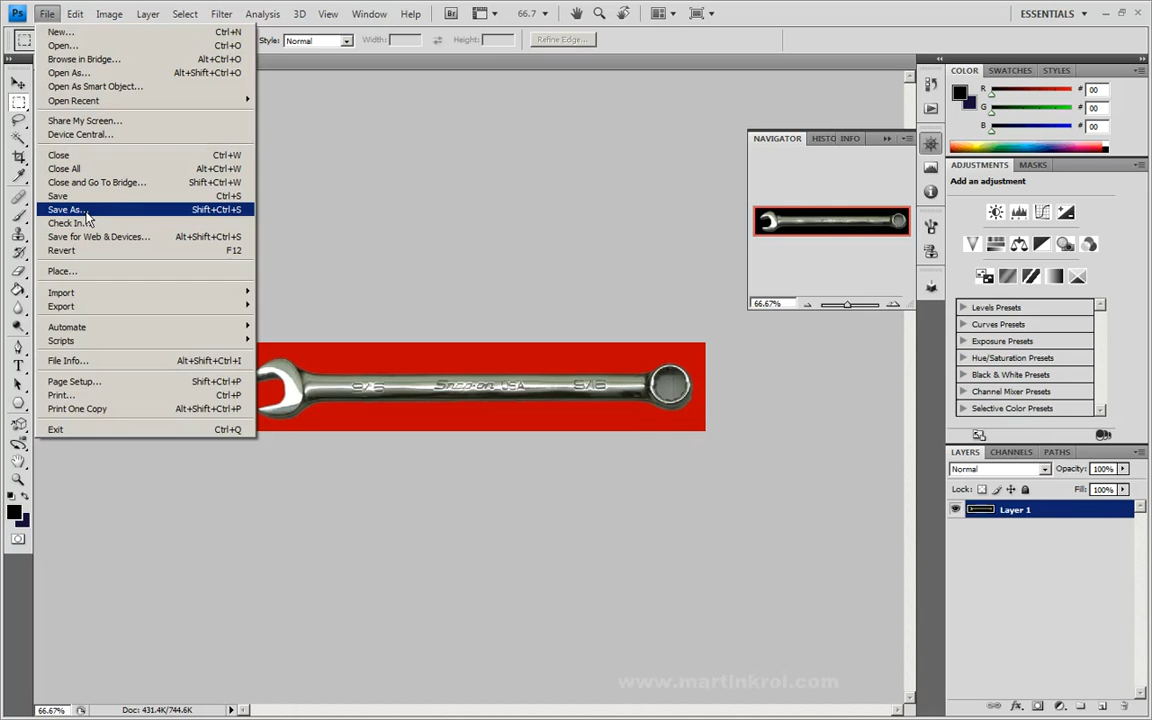 Ps File Edit Image Layer Select Filter Analysis 3D View Window Help Br 66.7 ESSENTIALS
Style: Normal Width: Height: Refine Edge...
New... Ctrl+N
Open... Ctrl+O
Browse in Bridge... Alt+Ctrl+O
Open As... Alt+Shift+Ctrl+O
Open As Smart Object...
Open Recent
Share My Screen...
Device Central...
Close Ctrl+W
Close All Alt+Ctrl+W
Close and Go To Bridge... Shift+Ctrl+W
Save Ctrl+S
Save As... Shift+Ctrl+S
Check In...
Save for Web & Devices... Alt+Shift+Ctrl+S
Revert F12
Place...
Import
Export
Automate
Scripts
File Info... Alt+Shift+Ctrl+I
Page Setup... Shift+Ctrl+P
Print... Ctrl+P
Print One Copy Alt+Shift+Ctrl+P
Exit Ctrl+Q
NAVIGATOR HISTO INFO
66.67%
Snap-on USA
www.martinkrol.com
66.67% Doc: 431.4K/744.6K
COLOR SWATCHES STYLES
R # 00
G # 00
B # 00
ADJUSTMENTS MASKS
Add an adjustment
Levels Presets
Curves Presets
Exposure Presets
Hue/Saturation Presets
Black & White Presets
Channel Mixer Presets
Selective Color Presets
LAYERS CHANNELS PATHS
Normal Opacity: 100%
Lock: Fill: 100%
Layer 1